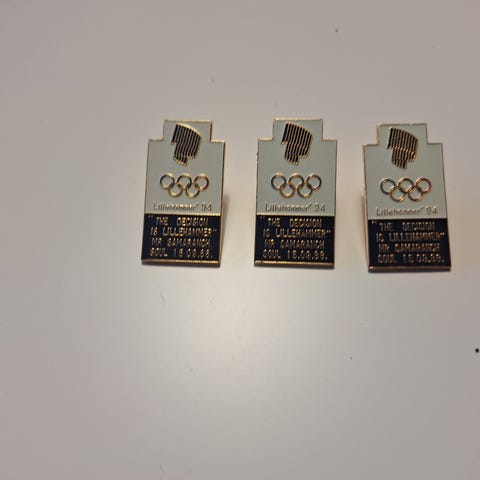 Lillehammer '94
"THE DECISION
IS LILLEHAMMER"
MR SAMARANCH
SOUL 15.09.88.
Lillehammer '94
"THE DECISION
IS LILLEHAMMER"
MR SAMARANCH
SOUL 15.09.88.
Lillehammer '94
"THE DECISION
IS LILLEHAMMER"
MR SAMARANCH
SOUL 15.09.88.